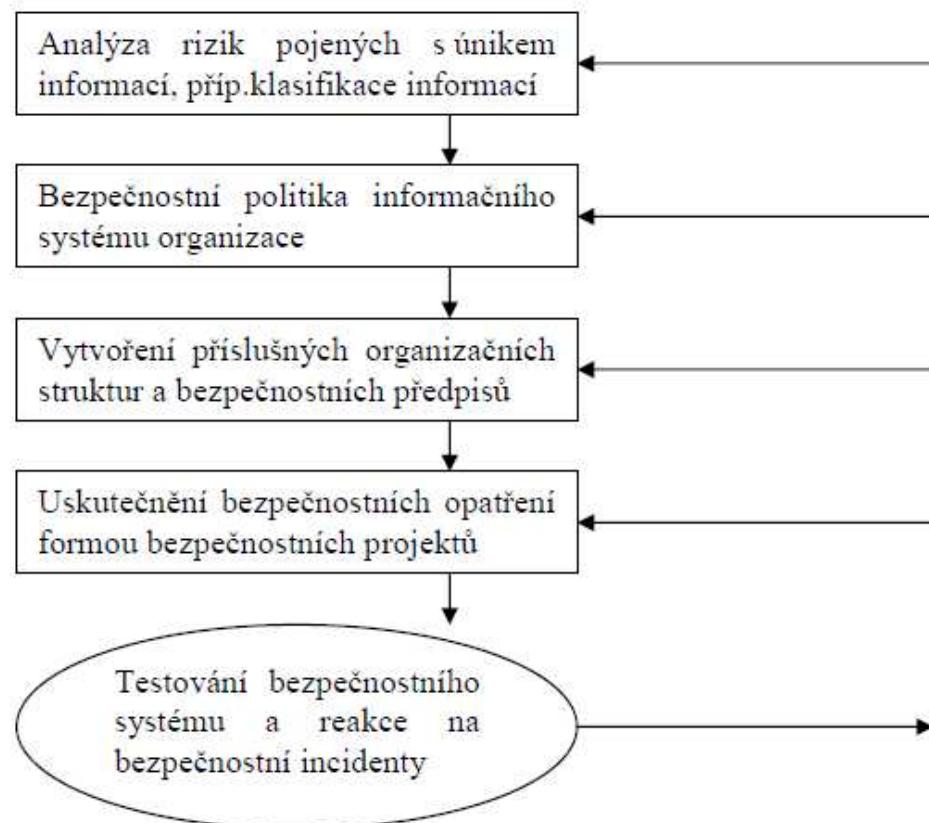 Analýza rizik pojených s únikem
informací, příp.klasifikace informací
Bezpečnostní politika informačního
systému organizace
Vytvoření příslušných organizačních
struktur a bezpečnostních předpisů
Uskutečnění bezpečnostních opatření
formou bezpečnostních projektů
Testování bezpečnostního
systému a reakce na
bezpečnostní incidenty